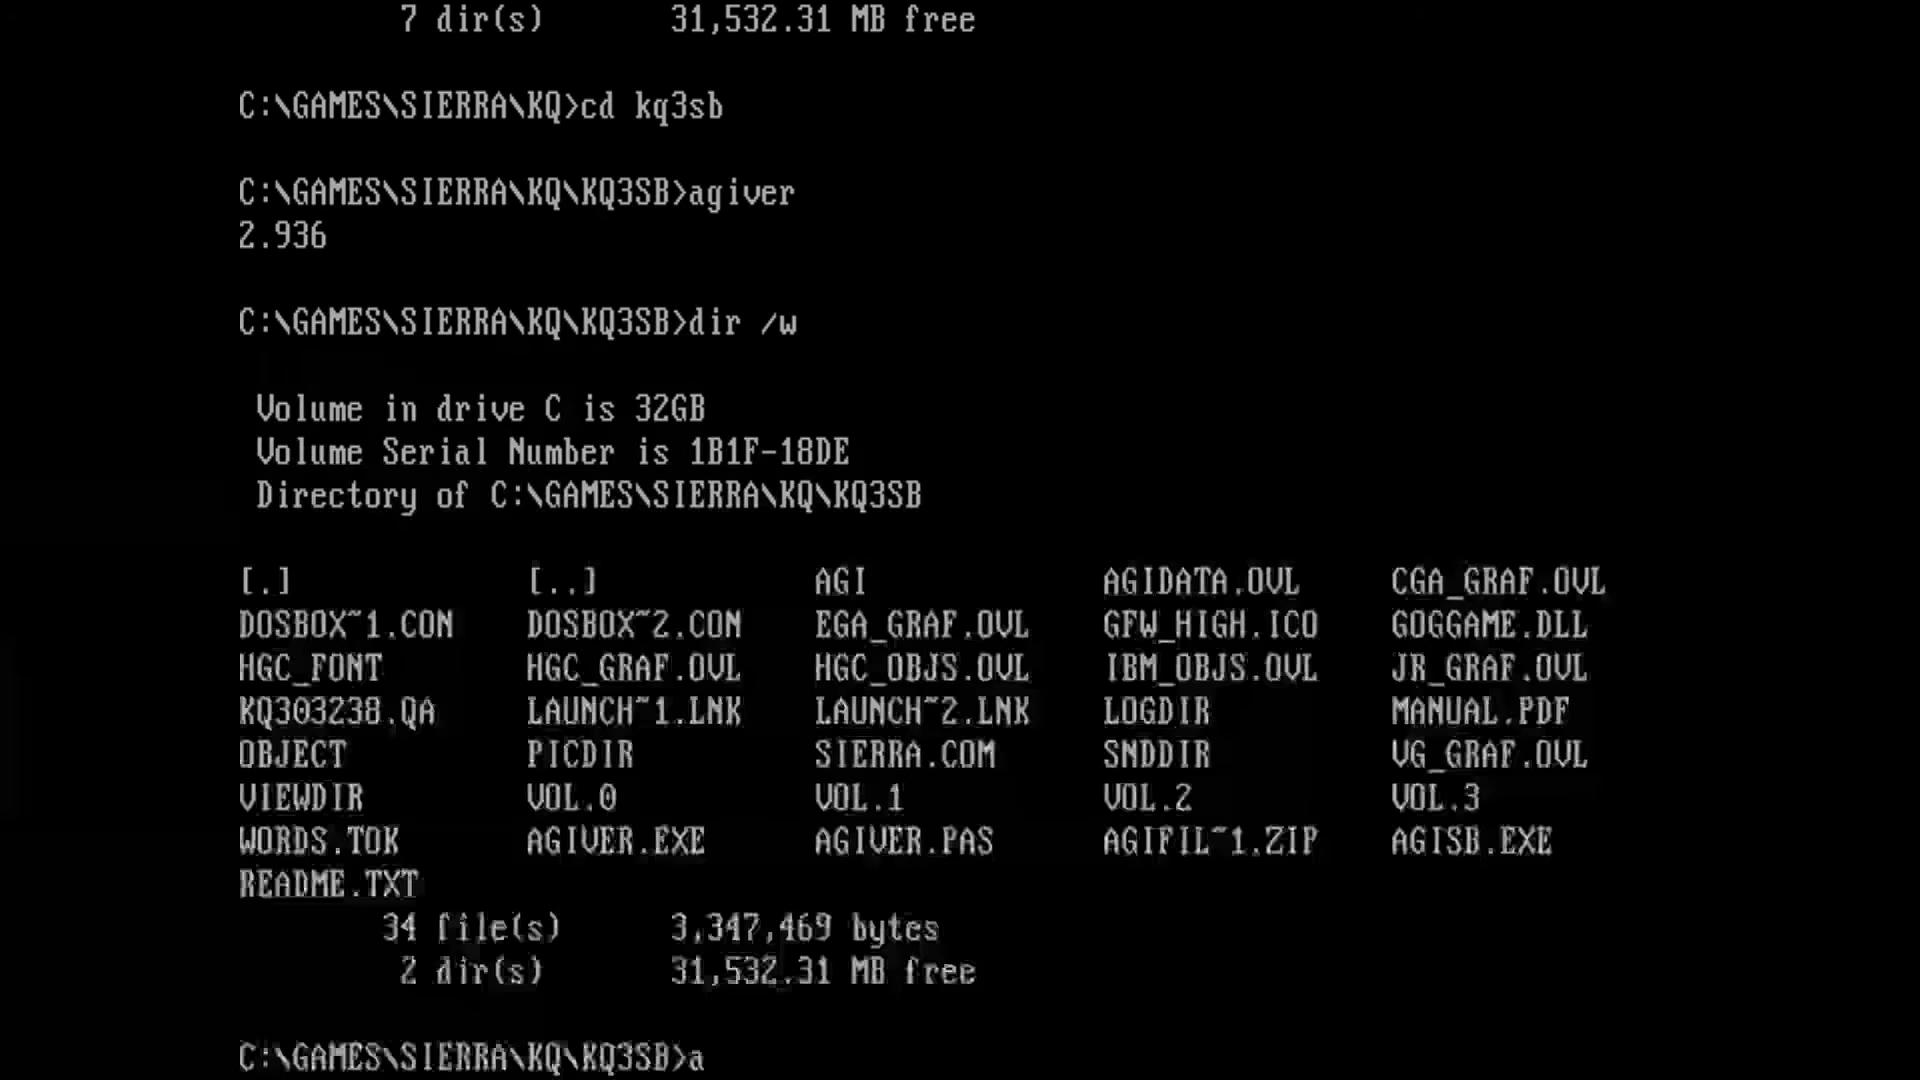 7 dir(s) 31,532.31 MB free
C:\GAMES\SIERRA\KQ>cd kq3sb
C:\GAMES\SIERRA\KQ\KQ3SB>agiver
2.936
C:\GAMES\SIERRA\KQ\KQ3SB>dir /w
Volume in drive C is 32GB
Volume Serial Number is 1B1F-18DE
Directory of C:\GAMES\SIERRA\KQ\KQ3SB
[.] [..] AGI AGIDATA.OVL CGA_GRAF.OVL
DOSBOX~1.CON DOSBOX~2.CON EGA_GRAF.OVL GFW_HIGH.ICO GOGGAME.DLL
HGC_FONT HGC_GRAF.OVL HGC_OBJS.OVL IBM_OBJS.OVL JR_GRAF.OVL
KQ303238.QA LAUNCH~1.LNK LAUNCH~2.LNK LOGDIR MANUAL.PDF
OBJECT PICDIR SIERRA.COM SNDDIR VG_GRAF.OVL
VIEWDIR VOL.0 VOL.1 VOL.2 VOL.3
WORDS.TOK AGIVER.EXE AGIVER.PAS AGIFIL~1.ZIP AGISB.EXE
README.TXT
34 file(s) 3,347,469 bytes
2 dir(s) 31,532.31 MB free
C:\GAMES\SIERRA\KQ\KQ3SB>a